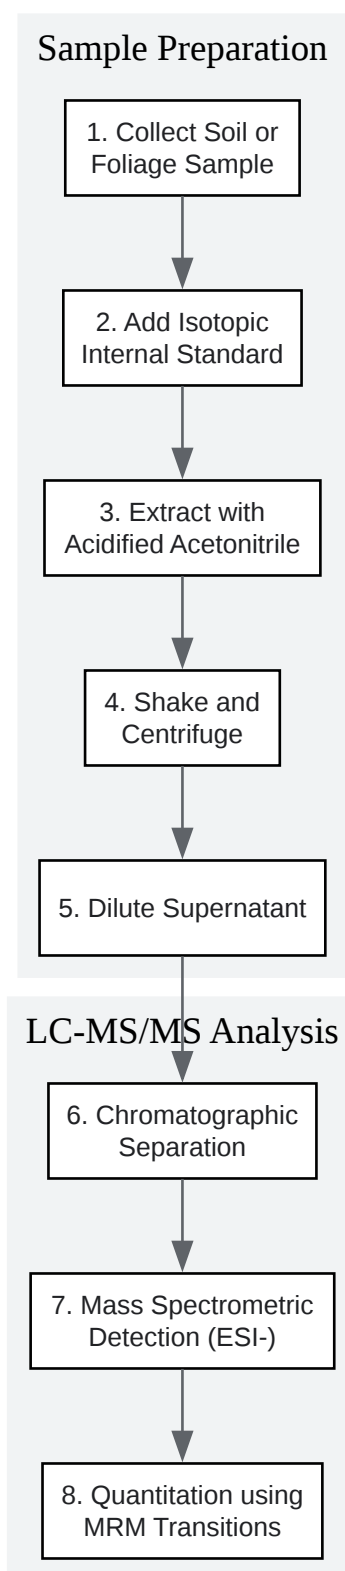 Sample Preparation
1. Collect Soil or
Foliage Sample
2. Add Isotopic
Internal Standard
3. Extract with
Acidified Acetonitrile
4. Shake and
Centrifuge
5. Dilute Supernatant
LC-MS/MS Analysis
6. Chromatographic
Separation
7. Mass Spectrometric
Detection (ESI-)
8. Quantitation using
MRM Transitions